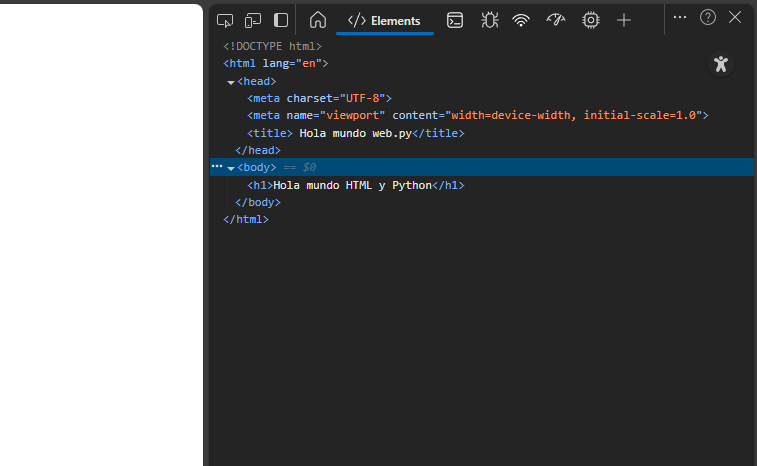 </> Elements
<!DOCTYPE html>
<html lang="en">
<head>
<meta charset="UTF-8">
<meta name="viewport" content="width=device-width, initial-scale=1.0">
<title> Hola mundo web.py</title>
</head>
<body> == $0
<h1>Hola mundo HTML y Python</h1>
</body>
</html>